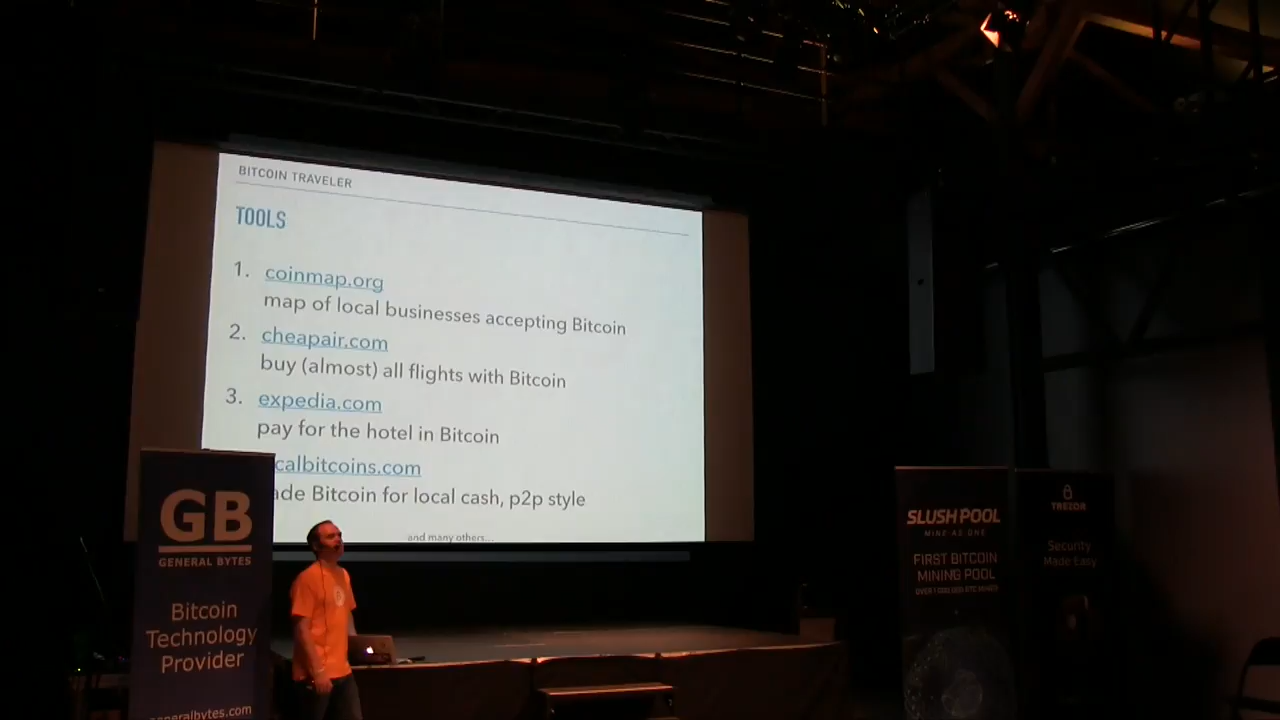 BITCOIN TRAVELER
TOOLS
1. coinmap.org
map of local businesses accepting Bitcoin
2. cheapair.com
buy (almost) all flights with Bitcoin
3. expedia.com
pay for the hotel in Bitcoin
calbitcoins.com
ade Bitcoin for local cash, p2p style
and many others...
GB
GENERAL BYTES
Bitcoin
Technology
Provider
generalbytes.com
SLUSHPOOL
MINE AS ONE
FIRST BITCOIN
MINING POOL
TREZOR
Security
Made Easy